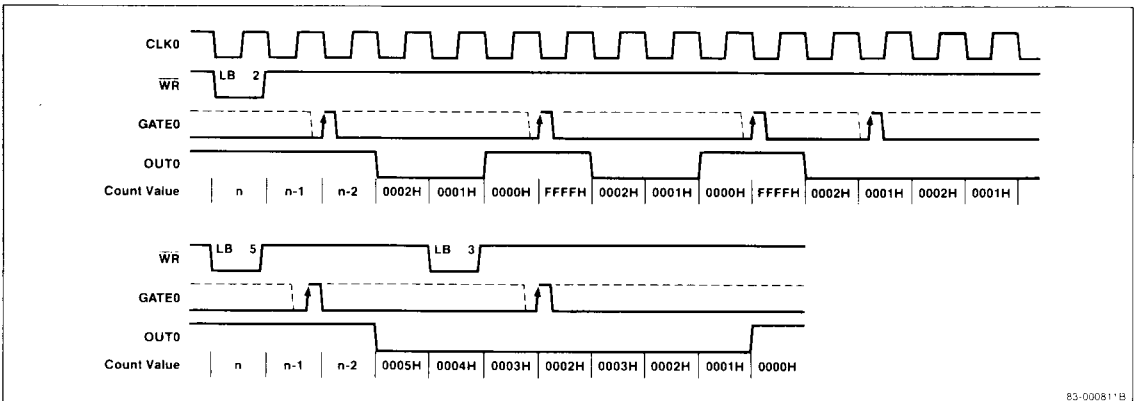 CLK0
WR
LB 2
GATE0
OUT0
Count Value n n-1 n-2 0002H 0001H 0000H FFFFH 0002H 0001H 0000H FFFFH 0002H 0001H 0002H 0001H
WR
LB 5 LB 3
GATE0
OUT0
Count Value n n-1 n-2 0005H 0004H 0003H 0002H 0003H 0002H 0001H 0000H
83-000811B